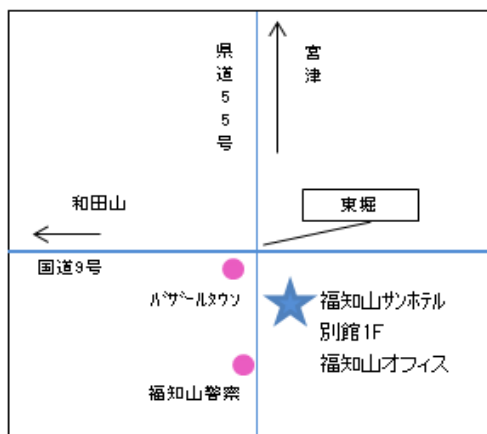 県道55号
宮津
和田山
東堀
国道9号
ﾊﾞｻﾞｰﾙﾀｳﾝ
福知山サンホテル
別館1F
福知山オフィス
福知山警察